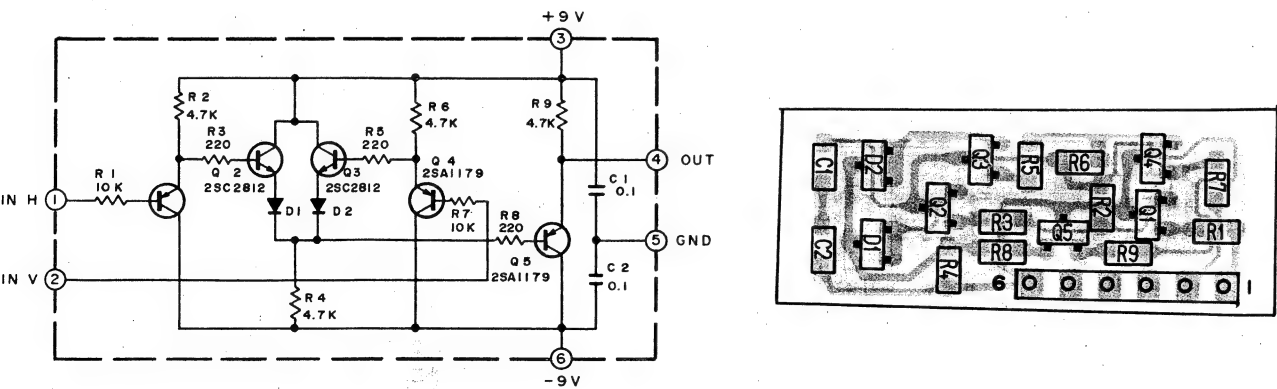 +9V
3
R2
4.7K
R6
4.7K
R9
4.7K
R3
220
R5
220
Q 2
2SC2812
Q3
2SC2812
Q 4
2SA1179
4 OUT
R1
10K
IN H 1
D1 D2
C1
0.1
R7
10K
R8
220
5 GND
Q5
2SA1179
IN V 2
C2
0.1
R4
4.7K
6
-9V
C1 D2 Q3 R5 R6 Q4 R7
Q2 R3 R2 Q1
C2 D1 R4 R8 Q5 R9 R1
6 1